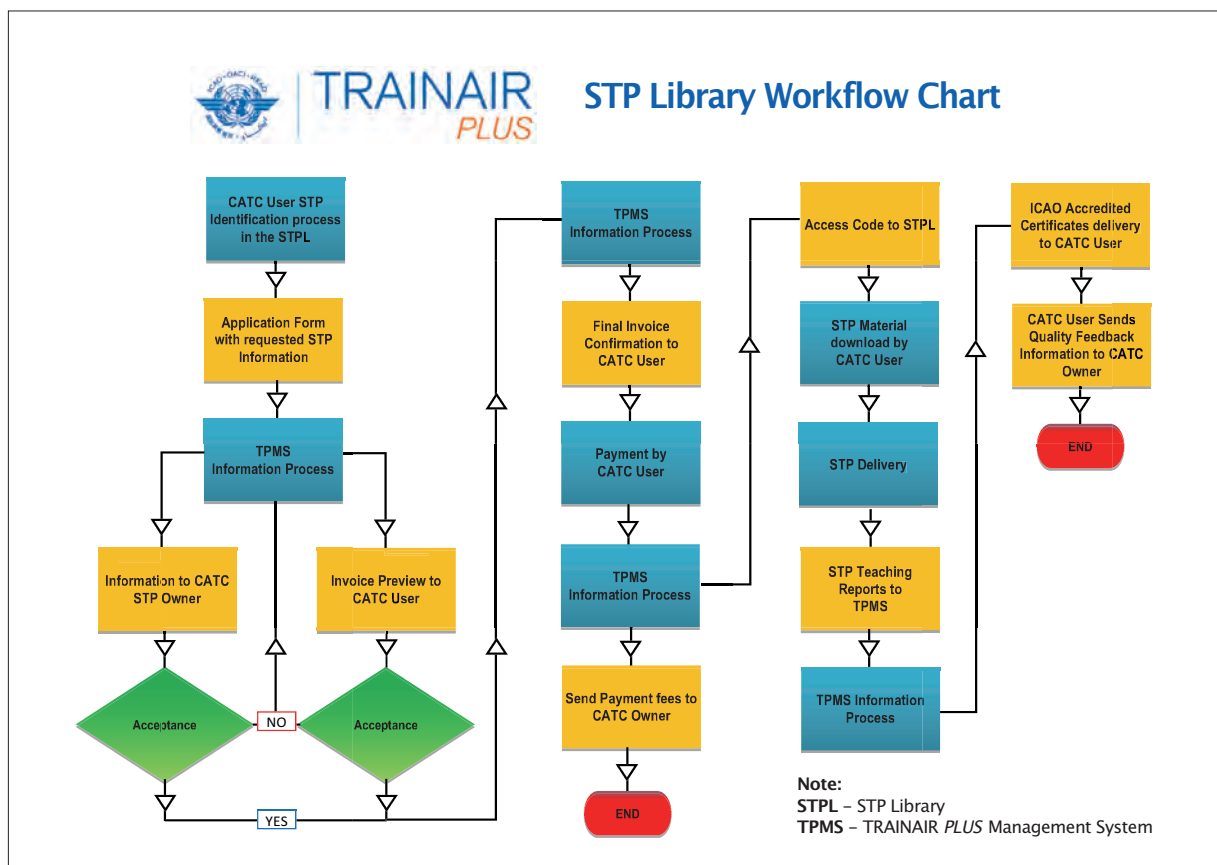 ICAO · OACI · ИКАО
TRAINAIR
PLUS
STP Library Workflow Chart
CATC User STP
Identification process
in the STPL
Application Form
with requested STP
Information
TPMS
Information Process
Information to CATC
STP Owner
Invoice Preview to
CATC User
Acceptance
NO
Acceptance
YES
TPMS
Information Process
Final Invoice
Confirmation to
CATC User
Payment by
CATC User
TPMS
Information Process
Send Payment fees to
CATC Owner
END
Access Code to STPL
STP Material
download by
CATC User
STP Delivery
STP Teaching
Reports to
TPMS
TPMS Information
Process
ICAO Accredited
Certificates delivery
to CATC User
CATC User Sends
Quality Feedback
Information to CATC
Owner
END
Note:
STPL – STP Library
TPMS – TRAINAIR PLUS Management System